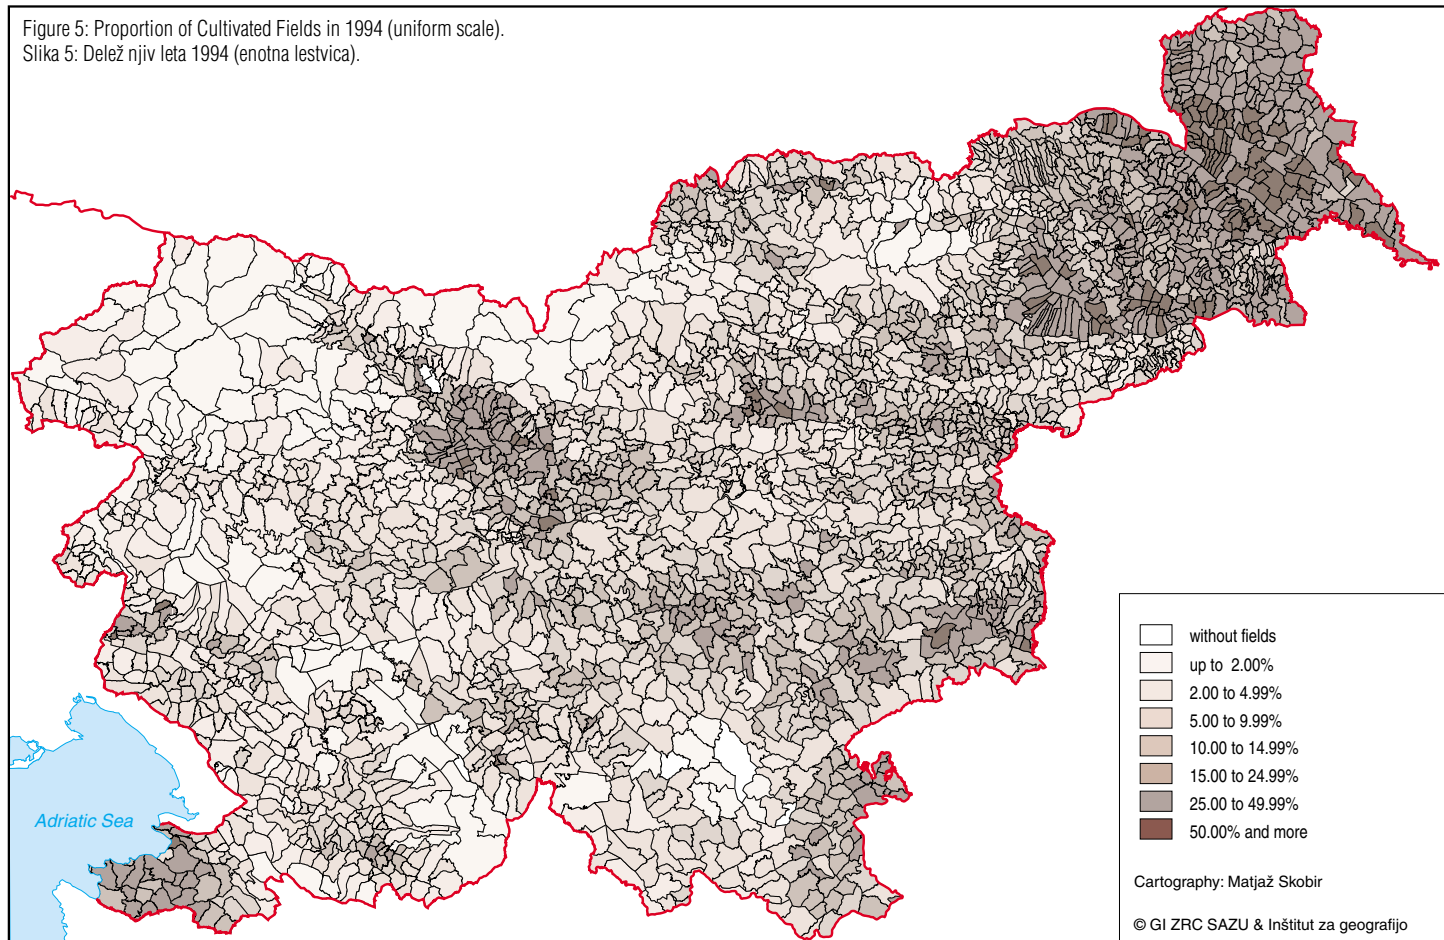 Figure 5: Proportion of Cultivated Fields in 1994 (uniform scale).
Slika 5: Delež njiv leta 1994 (enotna lestvica).
Adriatic Sea
without fields
up to 2.00%
2.00 to 4.99%
5.00 to 9.99%
10.00 to 14.99%
15.00 to 24.99%
25.00 to 49.99%
50.00% and more
Cartography: Matjaž Skobir
© GI ZRC SAZU & Inštitut za geografijo